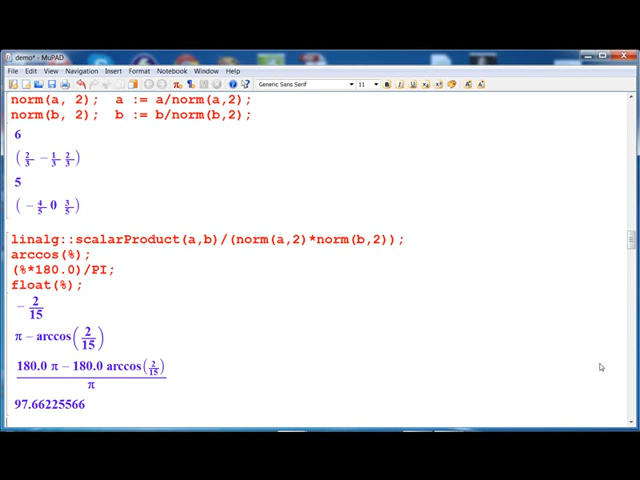 demo* - MuPAD
File Edit View Navigation Insert Format Notebook Window Help
Generic Sans Serif 11
norm(a, 2); a := a/norm(a,2);
norm(b, 2); b := b/norm(b,2);
6
( 2/3 − 1/3 2/3 )
5
( − 4/5 0 3/5 )
linalg::scalarProduct(a,b)/(norm(a,2)*norm(b,2));
arccos(%);
(%*180.0)/PI;
float(%);
− 2/15
π − arccos(2/15)
180.0 π − 180.0 arccos(2/15)
π
97.66225566